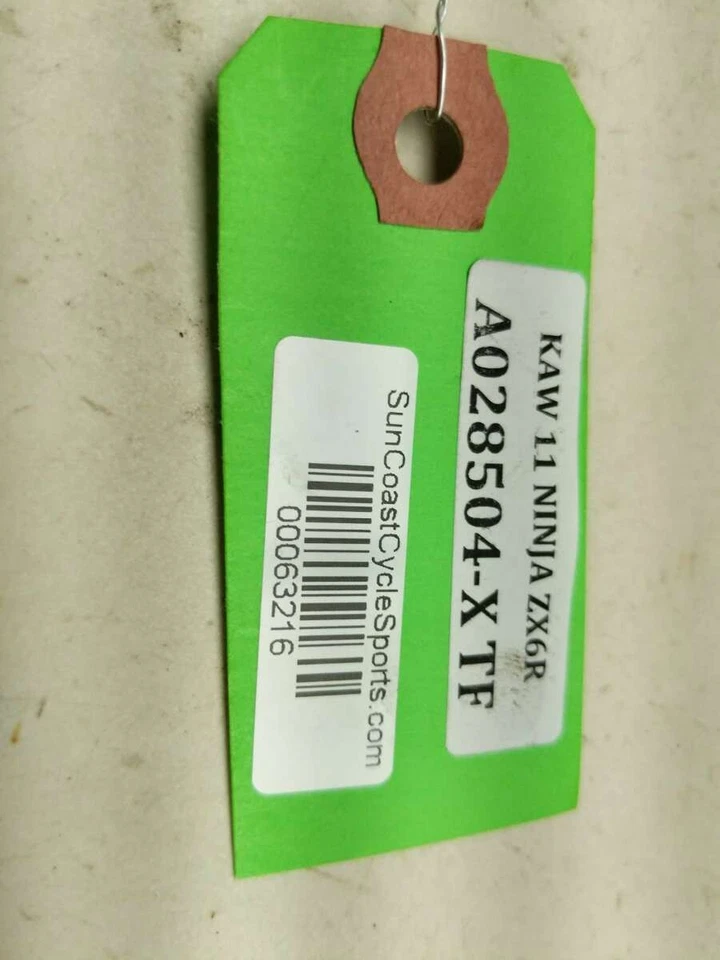 KAW 11 NINJA ZX6R
A028504-X TF
SunCoastCycleSports.com
00063216